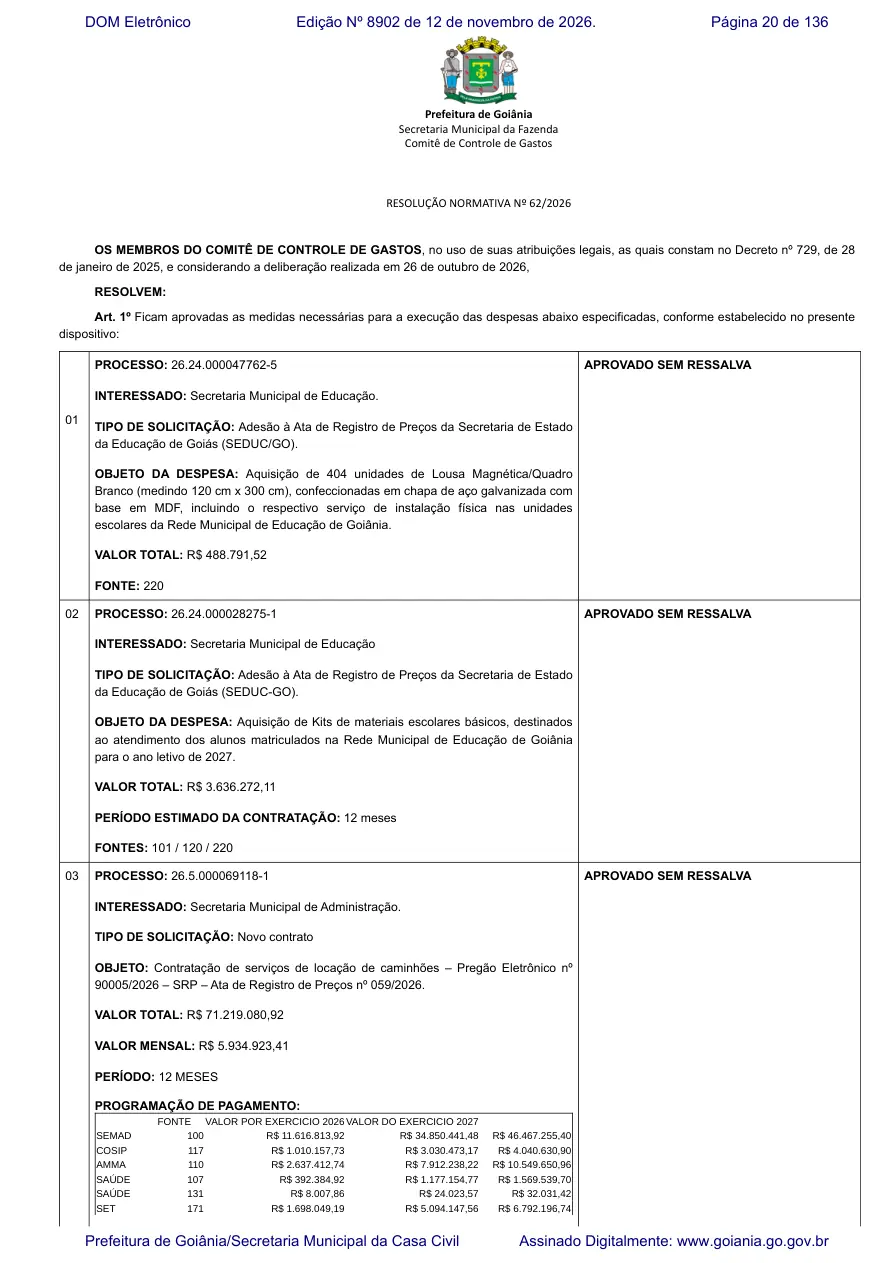 DOM Eletrônico Edição Nº 8902 de 12 de novembro de 2026. Página 20 de 136
Prefeitura de Goiânia
Secretaria Municipal da Fazenda
Comitê de Controle de Gastos
RESOLUÇÃO NORMATIVA Nº 62/2026
OS MEMBROS DO COMITÊ DE CONTROLE DE GASTOS, no uso de suas atribuições legais, as quais constam no Decreto nº 729, de 28
de janeiro de 2025, e considerando a deliberação realizada em 26 de outubro de 2026,
RESOLVEM:
Art. 1º Ficam aprovadas as medidas necessárias para a execução das despesas abaixo especificadas, conforme estabelecido no presente
dispositivo:
01
PROCESSO: 26.24.000047762-5
INTERESSADO: Secretaria Municipal de Educação.
TIPO DE SOLICITAÇÃO: Adesão à Ata de Registro de Preços da Secretaria de Estado
da Educação de Goiás (SEDUC/GO).
OBJETO DA DESPESA: Aquisição de 404 unidades de Lousa Magnética/Quadro
Branco (medindo 120 cm x 300 cm), confeccionadas em chapa de aço galvanizada com
base em MDF, incluindo o respectivo serviço de instalação física nas unidades
escolares da Rede Municipal de Educação de Goiânia.
VALOR TOTAL: R$ 488.791,52
FONTE: 220
APROVADO SEM RESSALVA
02
PROCESSO: 26.24.000028275-1
INTERESSADO: Secretaria Municipal de Educação
TIPO DE SOLICITAÇÃO: Adesão à Ata de Registro de Preços da Secretaria de Estado
da Educação de Goiás (SEDUC-GO).
OBJETO DA DESPESA: Aquisição de Kits de materiais escolares básicos, destinados
ao atendimento dos alunos matriculados na Rede Municipal de Educação de Goiânia
para o ano letivo de 2027.
VALOR TOTAL: R$ 3.636.272,11
PERÍODO ESTIMADO DA CONTRATAÇÃO: 12 meses
FONTES: 101 / 120 / 220
APROVADO SEM RESSALVA
03
PROCESSO: 26.5.000069118-1
INTERESSADO: Secretaria Municipal de Administração.
TIPO DE SOLICITAÇÃO: Novo contrato
OBJETO: Contratação de serviços de locação de caminhões – Pregão Eletrônico nº
90005/2026 – SRP – Ata de Registro de Preços nº 059/2026.
VALOR TOTAL: R$ 71.219.080,92
VALOR MENSAL: R$ 5.934.923,41
PERÍODO: 12 MESES
PROGRAMAÇÃO DE PAGAMENTO:
FONTE VALOR POR EXERCICIO 2026 VALOR DO EXERCICIO 2027
SEMAD 100 R$ 11.616.813,92 R$ 34.850.441,48 R$ 46.467.255,40
COSIP 117 R$ 1.010.157,73 R$ 3.030.473,17 R$ 4.040.630,90
AMMA 110 R$ 2.637.412,74 R$ 7.912.238,22 R$ 10.549.650,96
SAÚDE 107 R$ 392.384,92 R$ 1.177.154,77 R$ 1.569.539,70
SAÚDE 131 R$ 8.007,86 R$ 24.023,57 R$ 32.031,42
SET 171 R$ 1.698.049,19 R$ 5.094.147,56 R$ 6.792.196,74
APROVADO SEM RESSALVA
Prefeitura de Goiânia/Secretaria Municipal da Casa Civil Assinado Digitalmente: www.goiania.go.gov.br